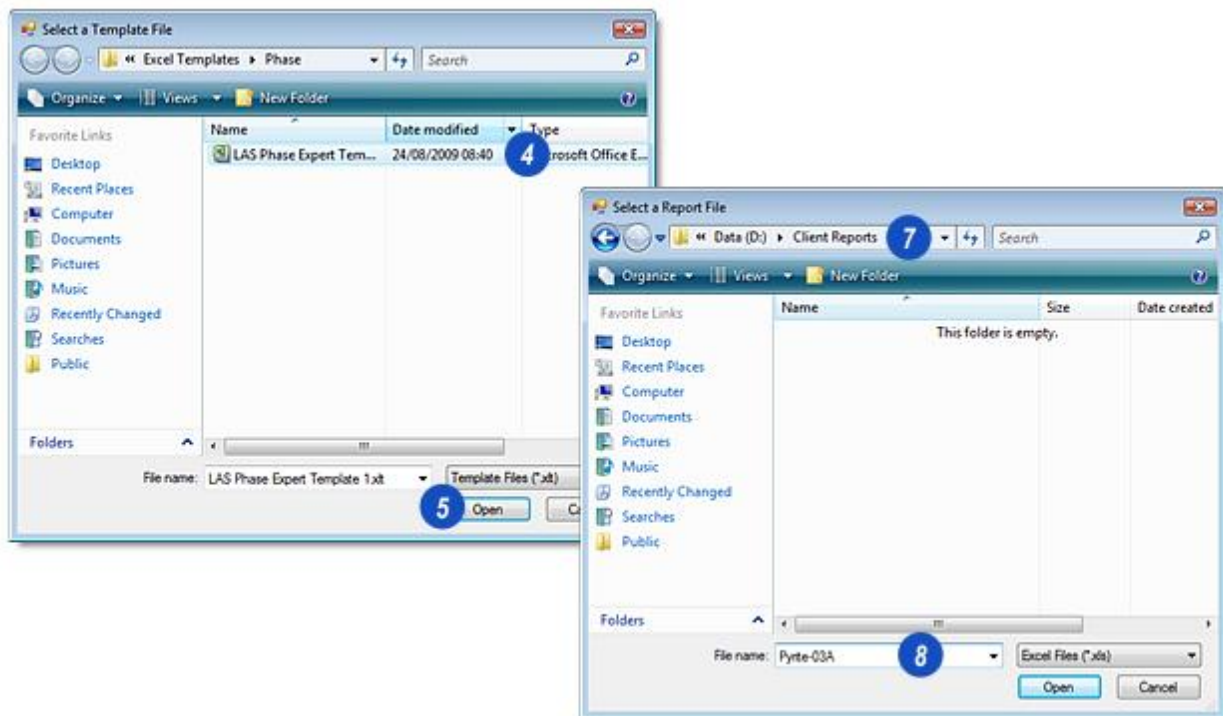 Select a Template File
« Excel Templates ▸ Phase Search
Organize Views New Folder
Favorite Links
Desktop
Recent Places
Computer
Documents
Pictures
Music
Recently Changed
Searches
Public
Folders
Name Date modified Type
LAS Phase Expert Tem... 24/08/2009 08:40 4 rosoft Office E...
File name: LAS Phase Expert Template 1.xlt Template Files (*.xlt)
5 Open Ca
Select a Report File
« Data (D:) ▸ Client Reports 7 Search
Organize Views New Folder
Favorite Links
Desktop
Recent Places
Computer
Documents
Pictures
Music
Recently Changed
Searches
Public
Folders
Name Size Date created
This folder is empty.
File name: Pyrite-03A 8 Excel Files (*.xls)
Open Cancel